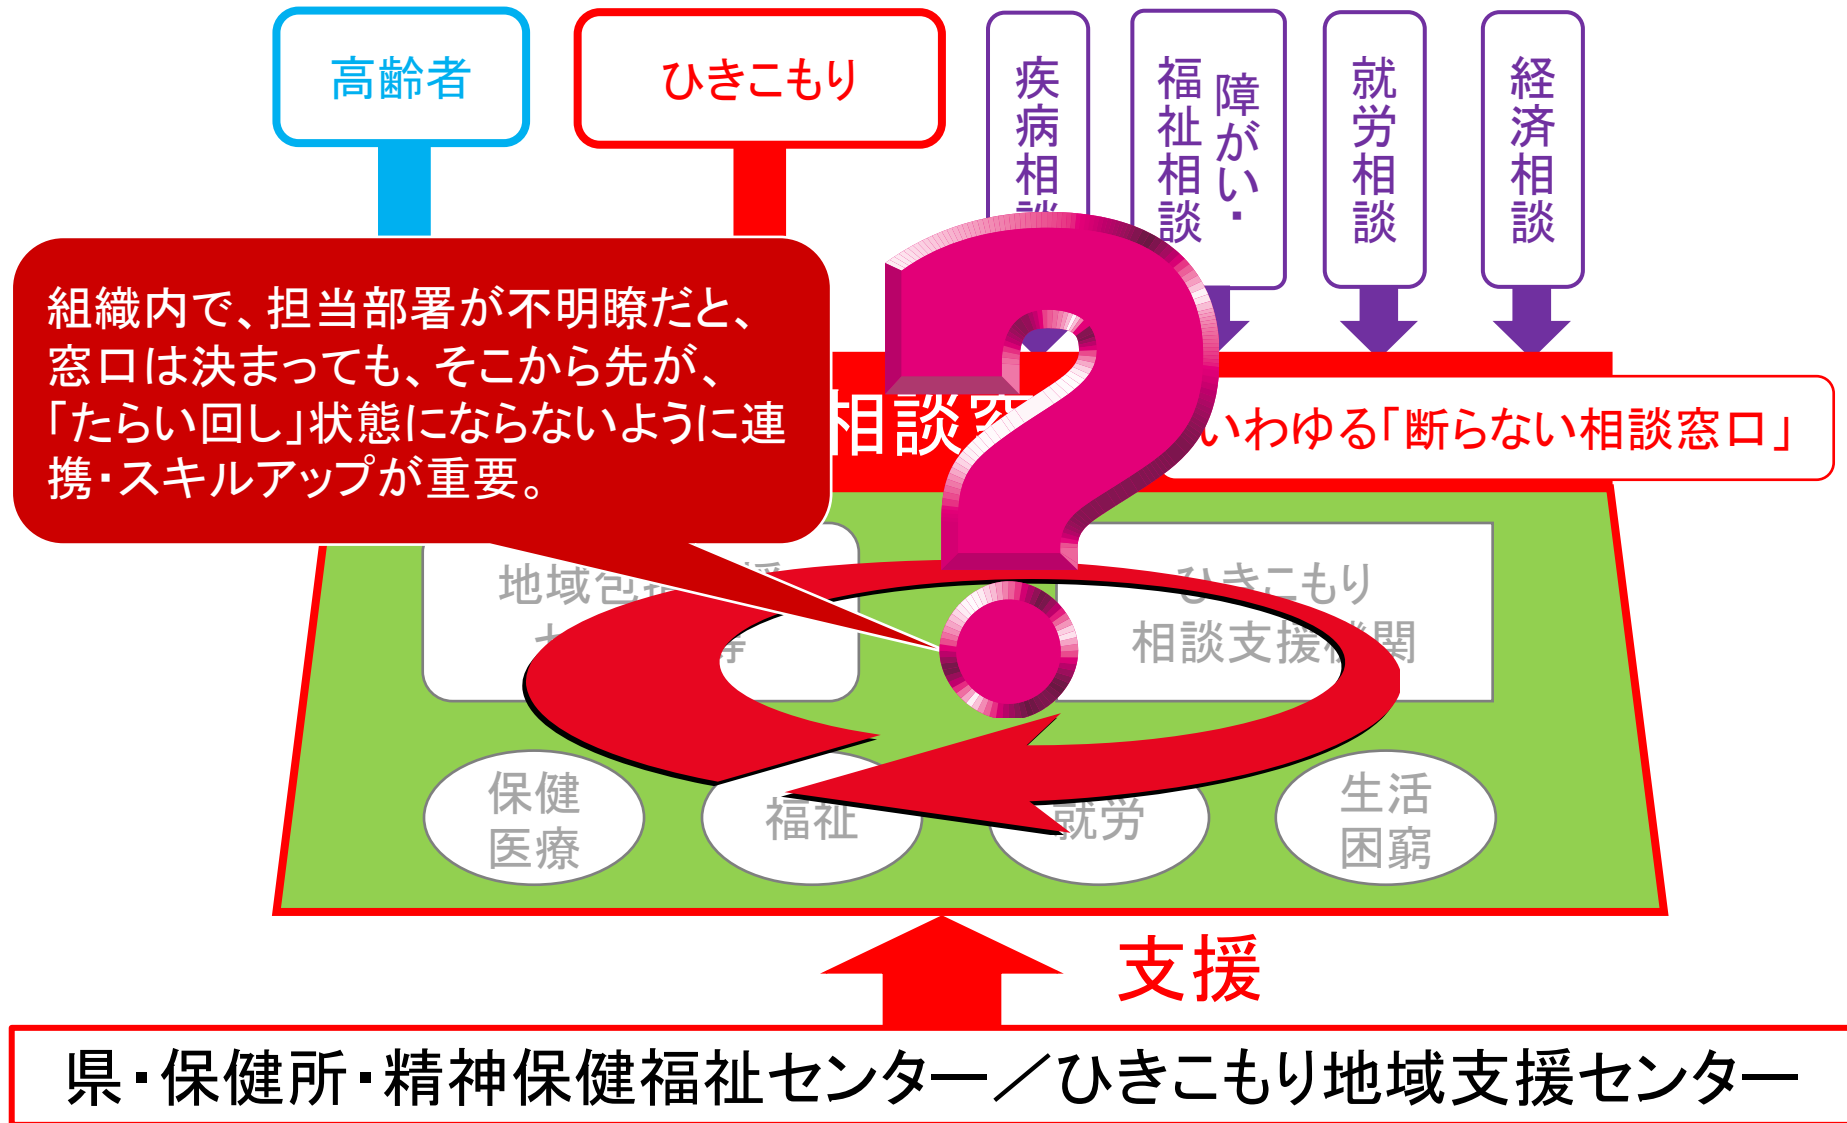 高齢者
ひきこもり
疾病相談
障がい・
福祉相談
就労相談
経済相談
組織内で、担当部署が不明瞭だと、
窓口は決まっても、そこから先が、
「たらい回し」状態にならないように連
携・スキルアップが重要。
相談窓
いわゆる「断らない相談窓口」
地域包括
ひきこもり
相談支援機関
保健
医療
福祉
就労
生活
困窮
支援
県・保健所・精神保健福祉センター／ひきこもり地域支援センター